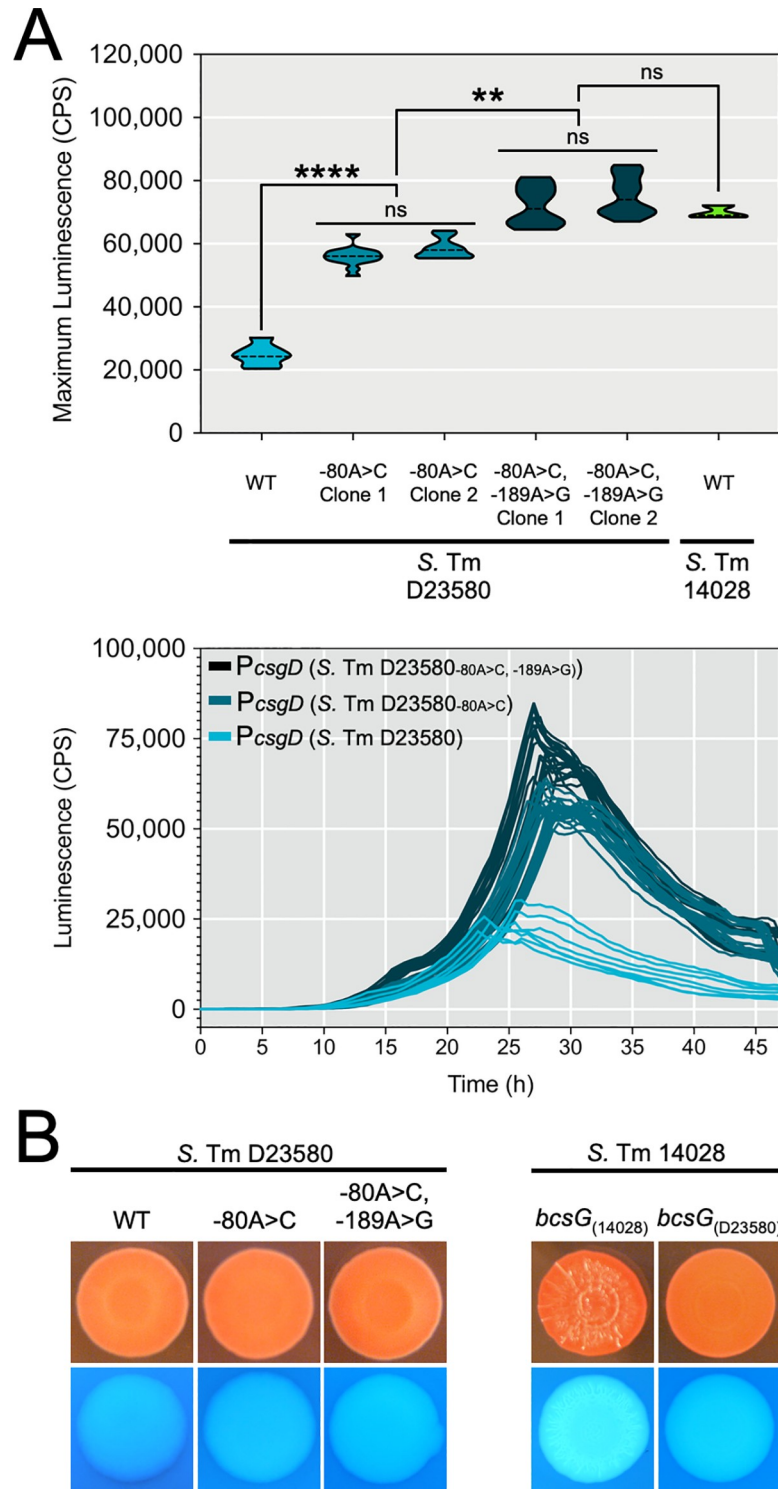 A
Maximum Luminescence (CPS)
120,000
100,000
80,000
60,000
40,000
20,000
0
****
ns
**
ns
ns
WT
-80A>C
Clone 1
-80A>C
Clone 2
-80A>C,
-189A>G
Clone 1
-80A>C,
-189A>G
Clone 2
WT
S. Tm
D23580
S. Tm
14028
Luminescence (CPS)
100,000
75,000
50,000
25,000
0
PcsgD (S. Tm D23580-80A>C, -189A>G)
PcsgD (S. Tm D23580-80A>C)
PcsgD (S. Tm D23580)
0 5 10 15 20 25 30 35 40 45
Time (h)
B
S. Tm D23580
WT
-80A>C
-80A>C,
-189A>G
S. Tm 14028
bcsG(14028)
bcsG(D23580)